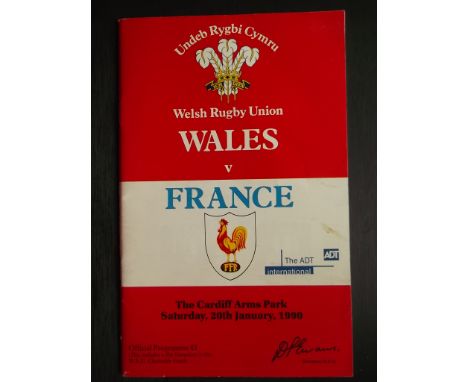 Undeb Rygbi Cymru
Welsh Rugby Union
WALES
v
FRANCE
FFR
The ADT
international
ADT
The Cardiff Arms Park
Saturday, 20th January, 1990
Official Programme